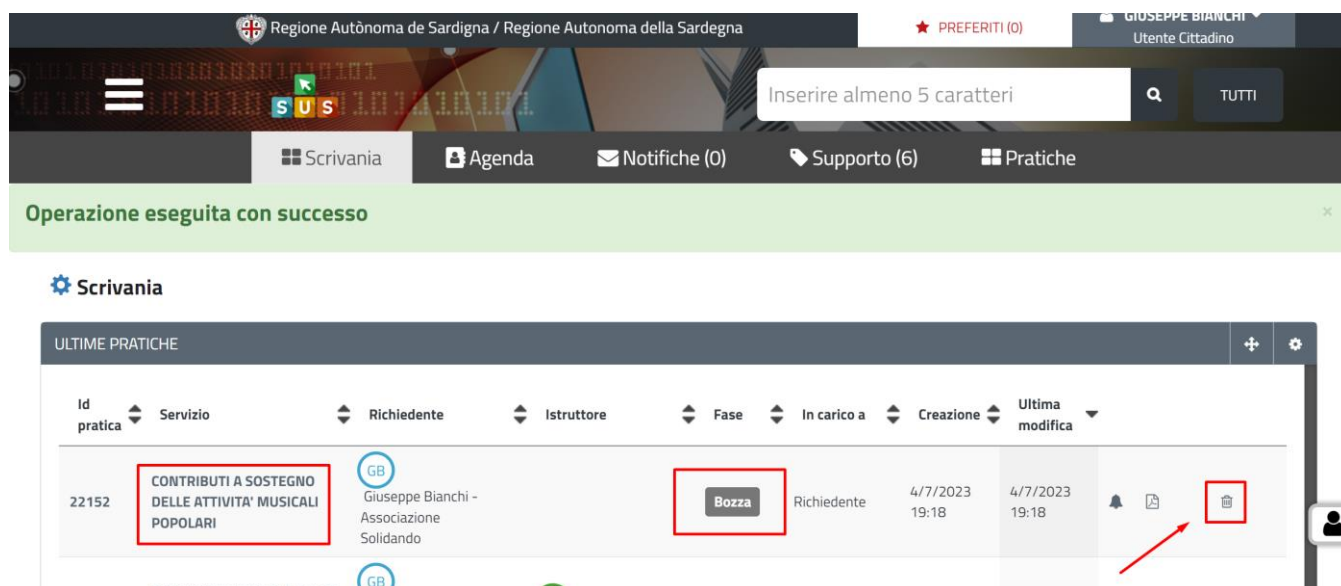 Regione Autònoma de Sardigna / Regione Autonoma della Sardegna
PREFERITI (0)
GIUSEPPE BIANCHI
Utente Cittadino
SUS
Inserire almeno 5 caratteri
TUTTI
Scrivania
Agenda
Notifiche (0)
Supporto (6)
Pratiche
Operazione eseguita con successo
×
Scrivania
ULTIME PRATICHE
Id pratica
Servizio
Richiedente
Istruttore
Fase
In carico a
Creazione
Ultima modifica
22152
CONTRIBUTI A SOSTEGNO
DELLE ATTIVITA' MUSICALI
POPOLARI
GB
Giuseppe Bianchi -
Associazione
Solidando
Bozza
Richiedente
4/7/2023
19:18
4/7/2023
19:18
GB